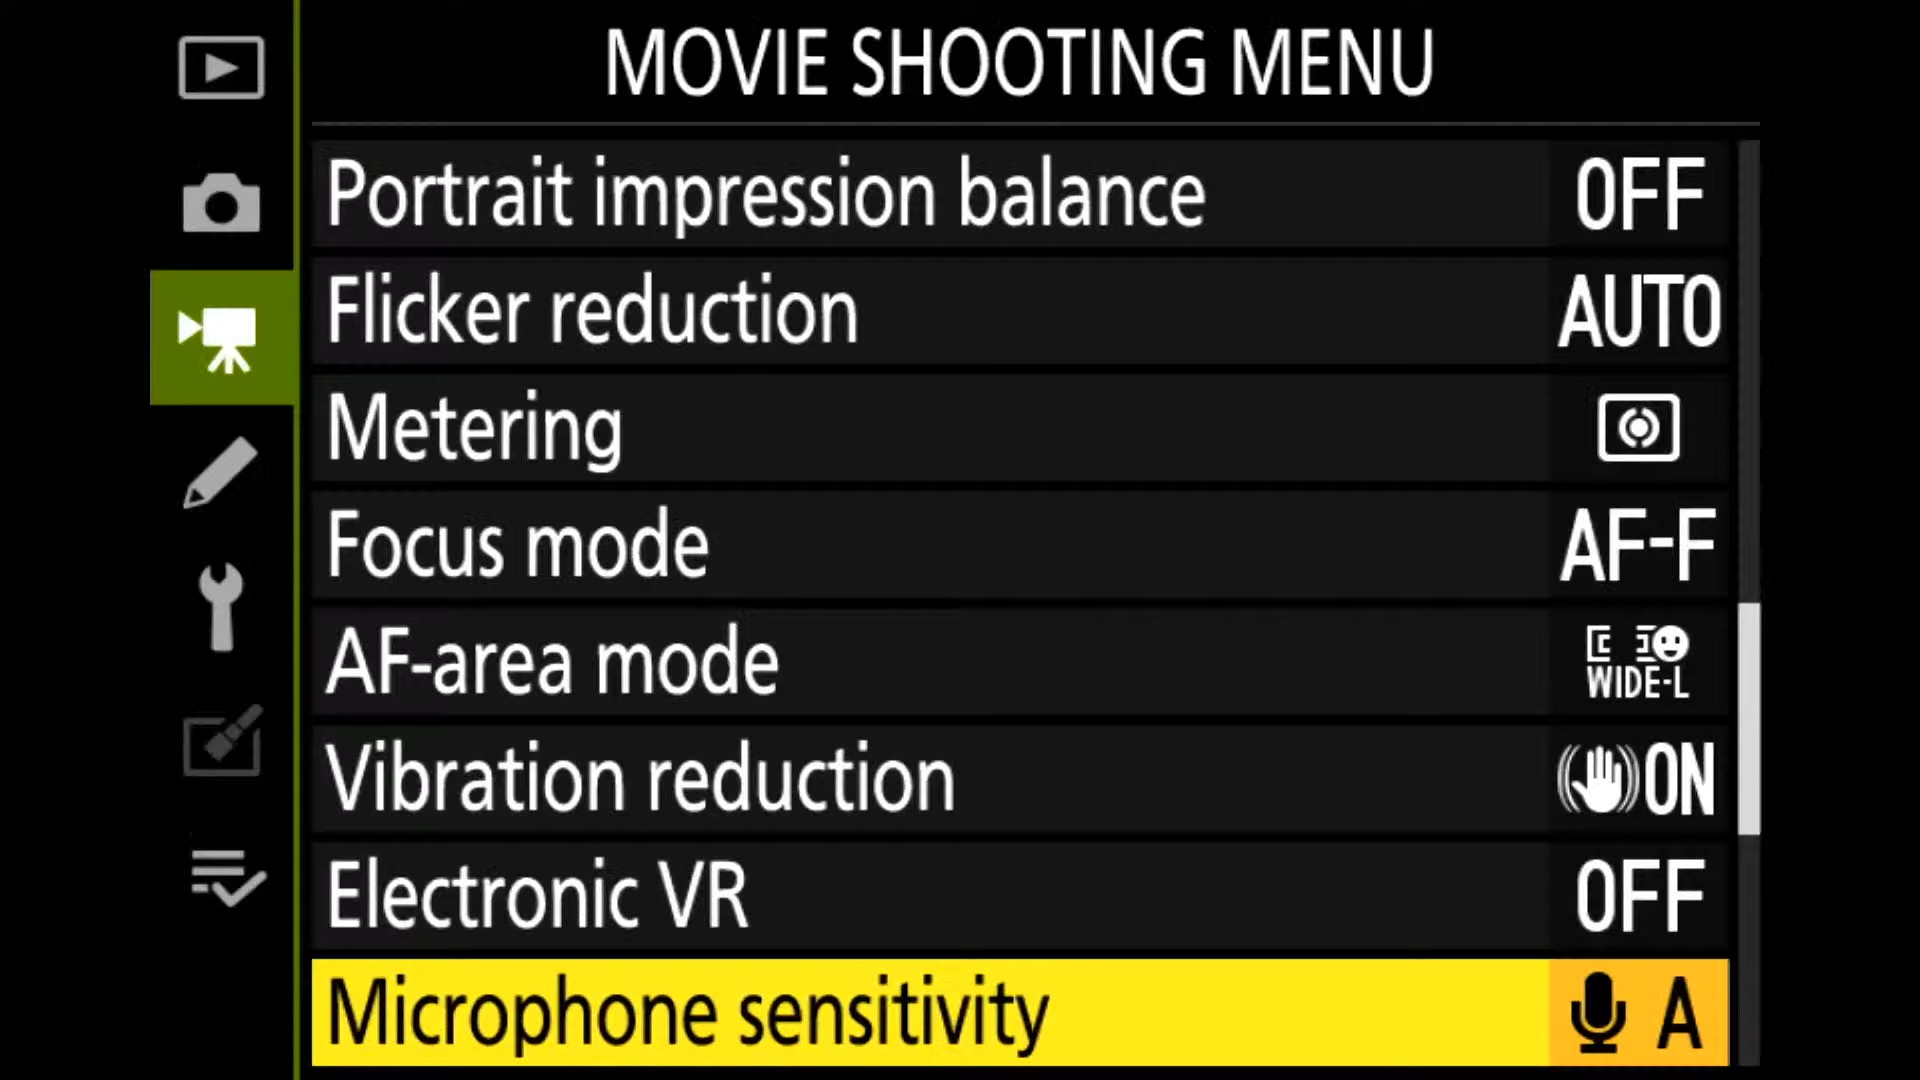 MOVIE SHOOTING MENU
Portrait impression balance OFF
Flicker reduction AUTO
Metering
Focus mode AF-F
AF-area mode WIDE-L
Vibration reduction ON
Electronic VR OFF
Microphone sensitivity A